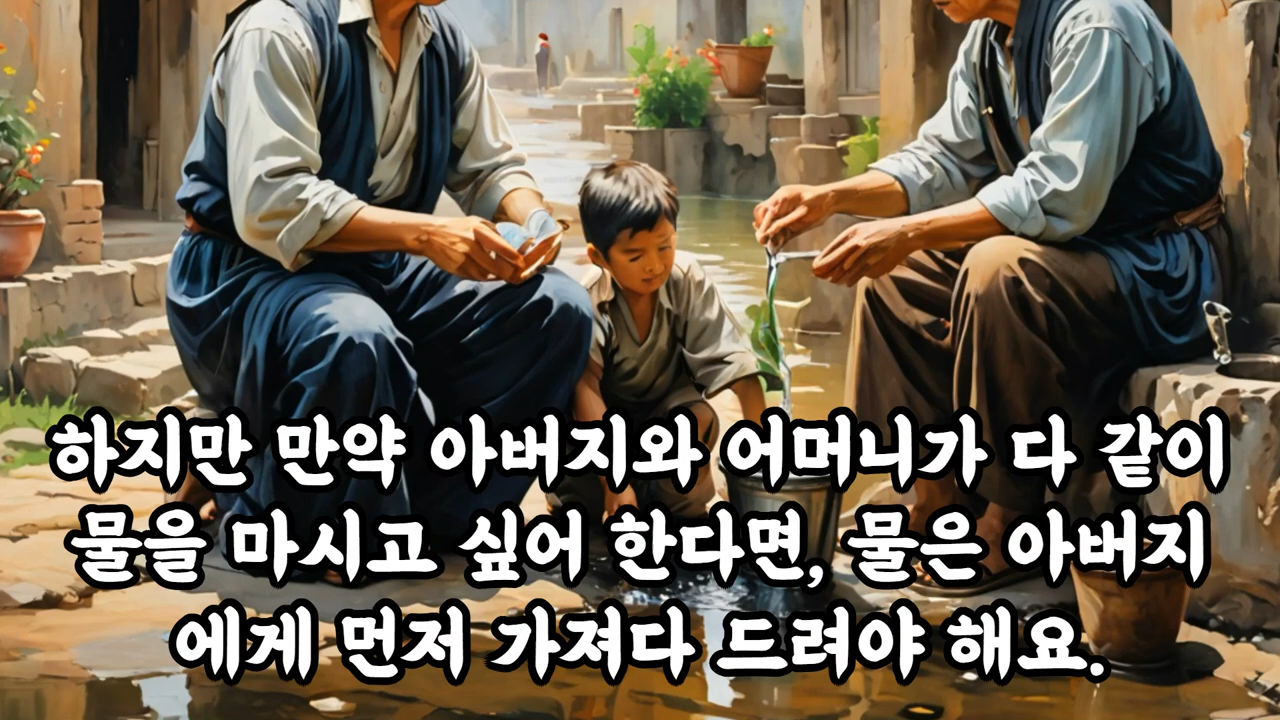 하지만 만약 아버지와 어머니가 다 같이
물을 마시고 싶어 한다면, 물은 아버지
에게 먼저 가져다 드려야 해요.